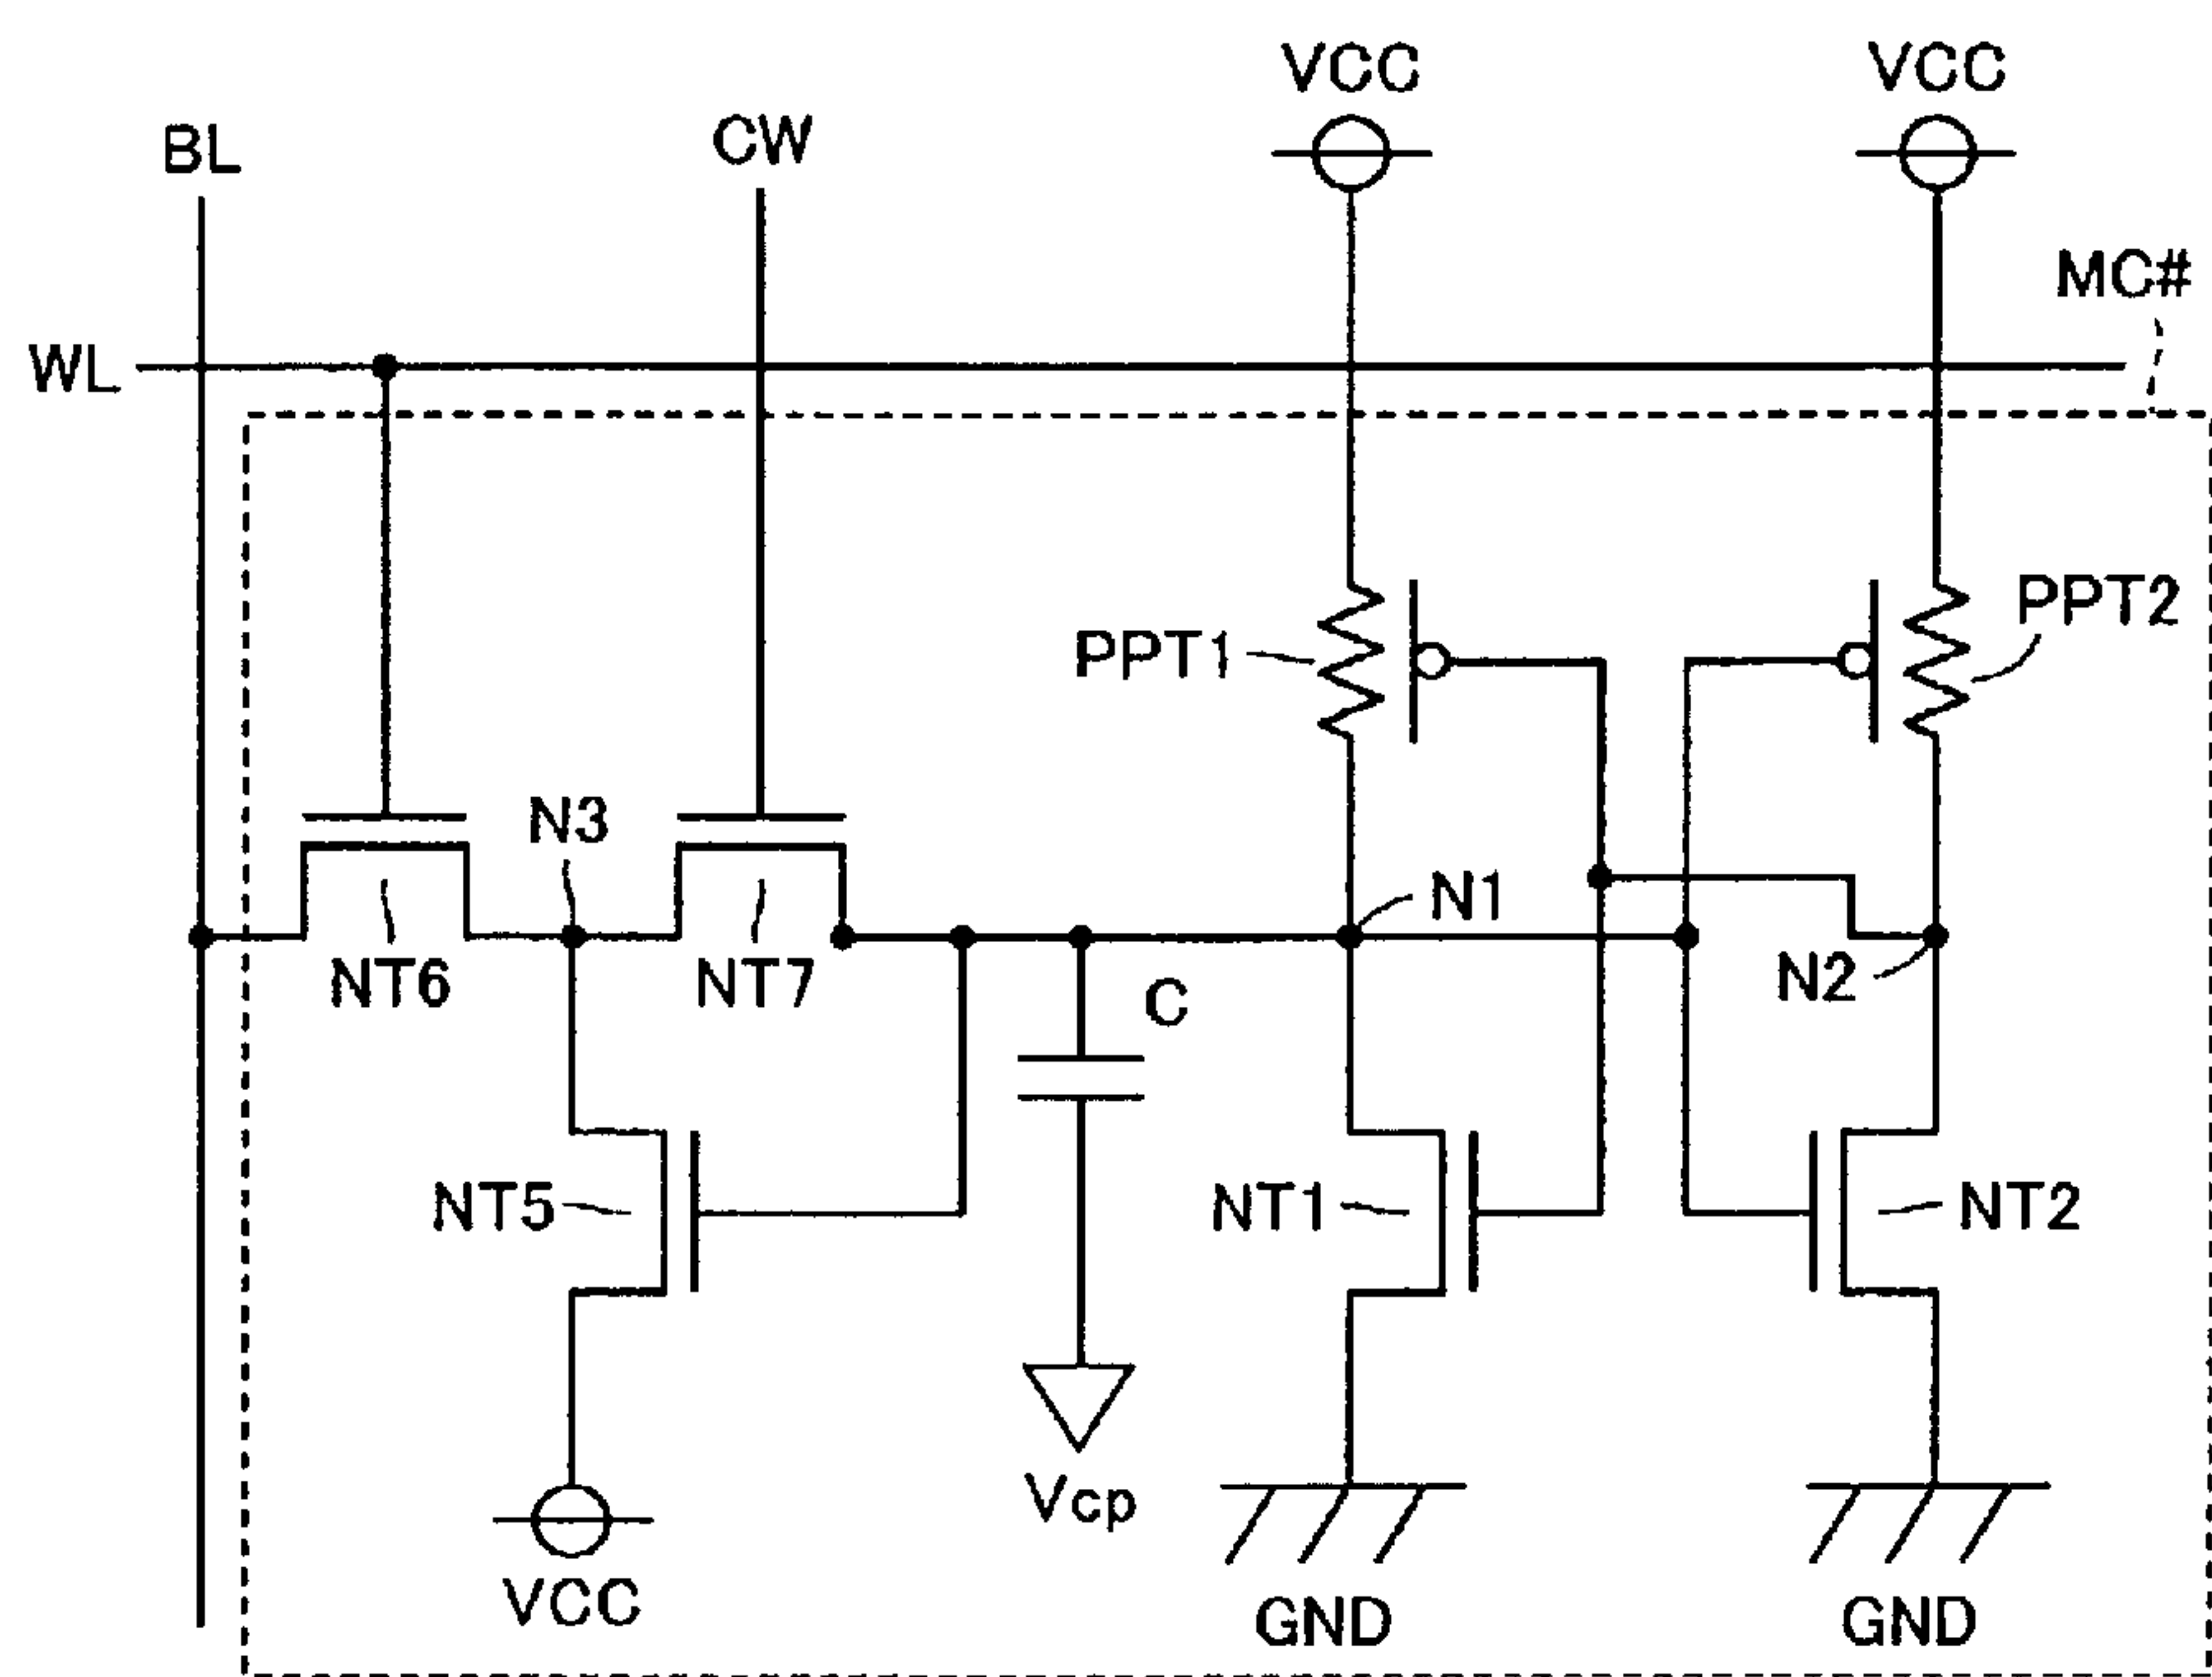 VCC
VCC
BL
CW
MC#
WL
PPT1
PPT2
N3
N1
NT6
NT7
C
N2
NT5
NT1
NT2
Vcp
VCC
GND
GND